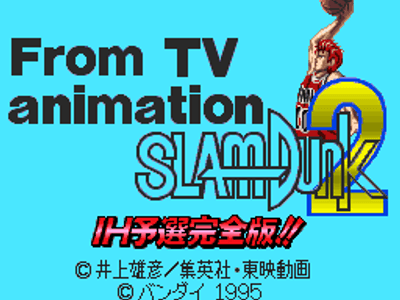 From TV
animation
SLAMDUNK 2
IH予選完全版!!
©井上雄彦／集英社・東映動画
©バンダイ 1995